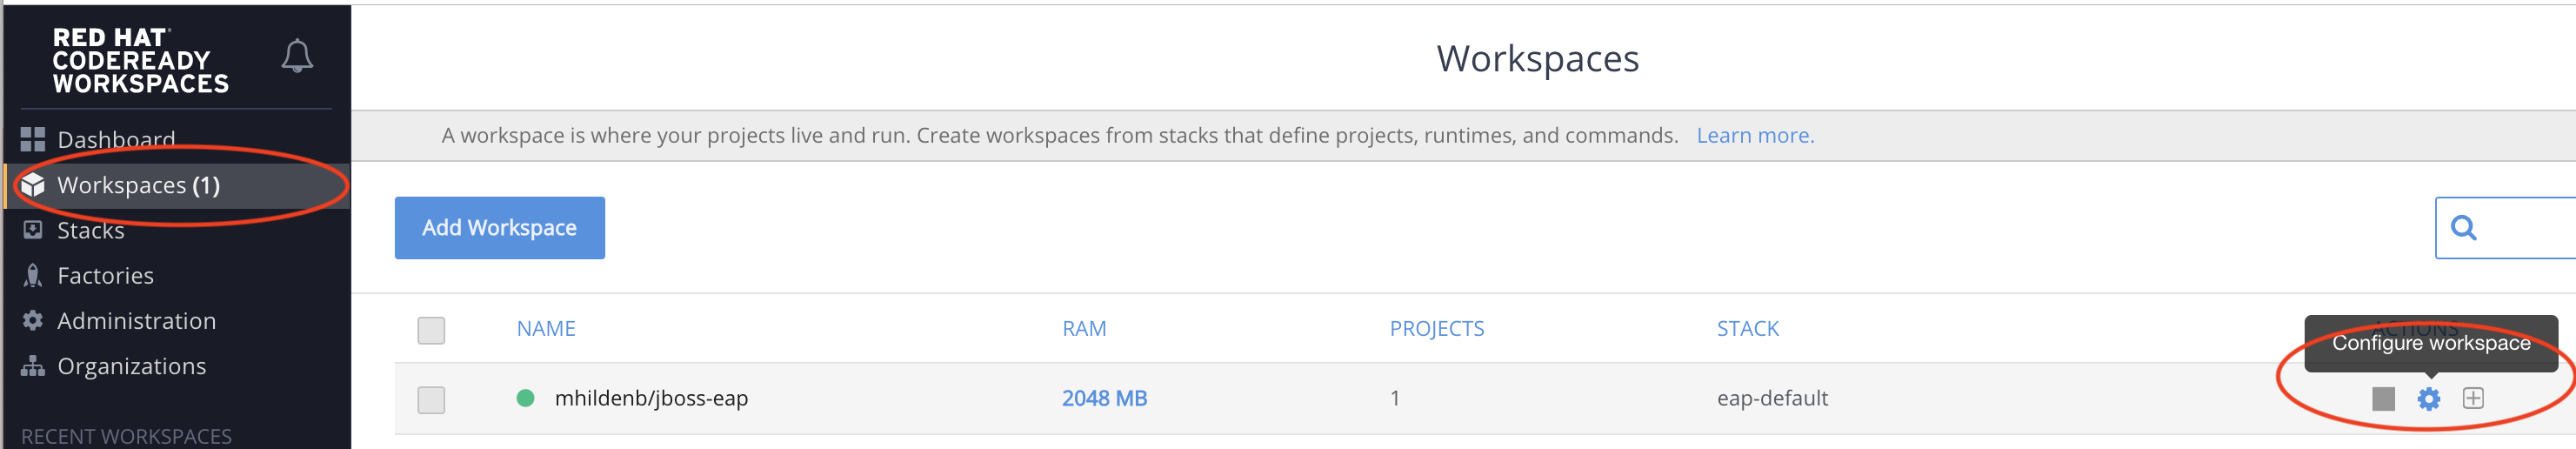 RED HAT
CODEREADY
WORKSPACES
Dashboard
Workspaces (1)
Stacks
Factories
Administration
Organizations
RECENT WORKSPACES
Workspaces
A workspace is where your projects live and run. Create workspaces from stacks that define projects, runtimes, and commands. Learn more.
Add Workspace
NAME RAM PROJECTS STACK ACTIONS
Configure workspace
mhildenb/jboss-eap 2048 MB 1 eap-default